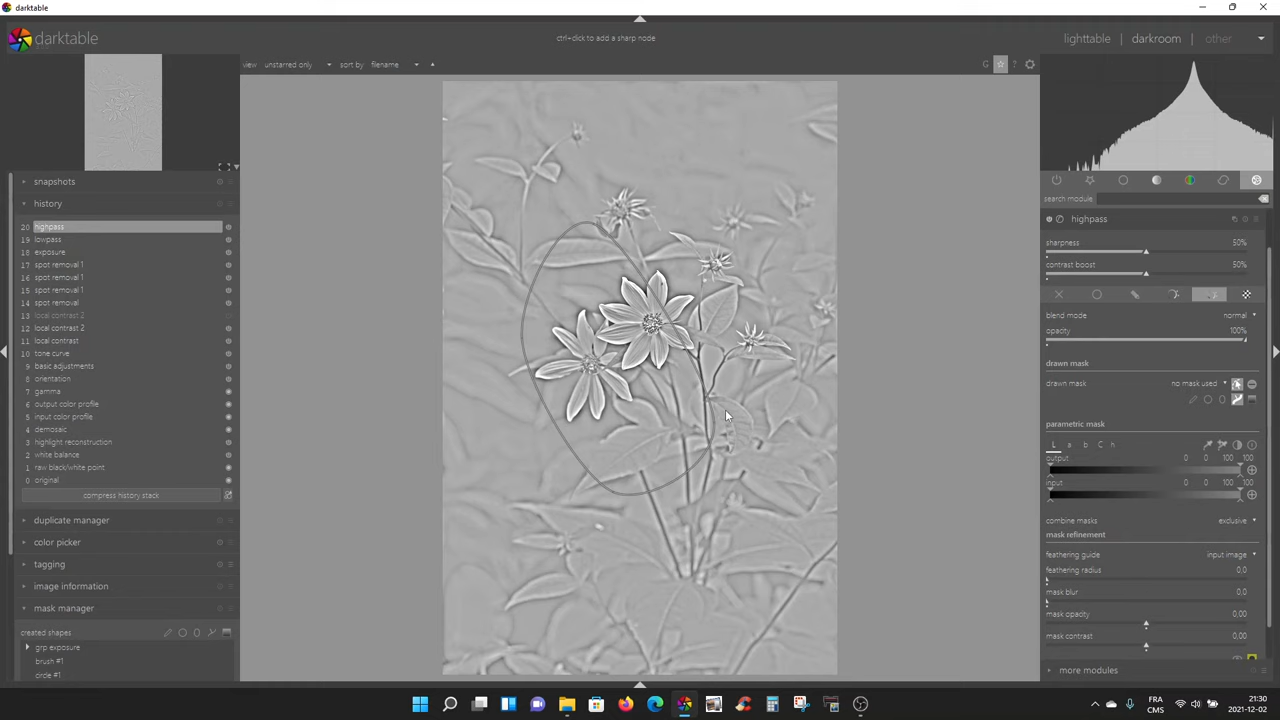 darktable
darktable
ctrl+click to add a sharp node
lighttable
darkroom
other
view
unstarred only
sort by
filename
G
?
snapshots
history
20 highpass
19 lowpass
18 exposure
17 spot removal 1
16 spot removal 1
15 spot removal 1
14 spot removal
13 local contrast 2
12 local contrast 2
11 local contrast
10 tone curve
9 basic adjustments
8 orientation
7 gamma
6 output color profile
5 input color profile
4 demosaic
3 highlight reconstruction
2 white balance
1 raw black/white point
0 original
compress history stack
duplicate manager
color picker
tagging
image information
mask manager
created shapes
grp exposure
brush #1
circle #1
search module
highpass
sharpness 50%
contrast boost 50%
blend mode normal
opacity 100%
drawn mask
drawn mask no mask used
parametric mask
L a b C h
output 0 0 100 100
input 0 0 100 100
combine masks exclusive
mask refinement
feathering guide input image
feathering radius 0,0
mask blur 0,0
mask opacity 0,00
mask contrast 0,00
more modules
FRA
CMS
21:30
2021-12-02